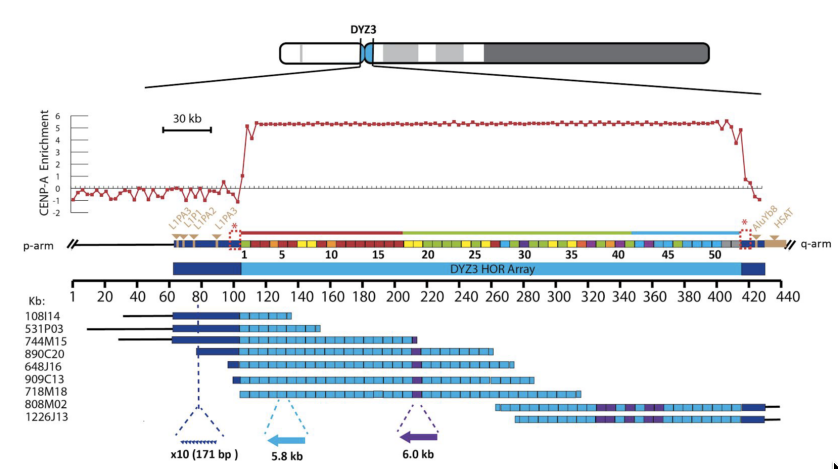 DYZ3
30 kb
CENP-A Enrichment
6
5
4
3
2
1
0
-1
-2
L1PA3
L1P1
L1PA2
L1PA3
*
*
AluYb8
HSAT
p-arm
q-arm
1 5 10 15 20 25 30 35 40 45 50
DYZ3 HOR Array
1 20 40 60 80 100 120 140 160 180 200 220 240 260 280 300 320 340 360 380 400 420 440
Kb:
108I14
531P03
744M15
890C20
648J16
909C13
718M18
808M02
1226J13
x10 (171 bp )
5.8 kb
6.0 kb